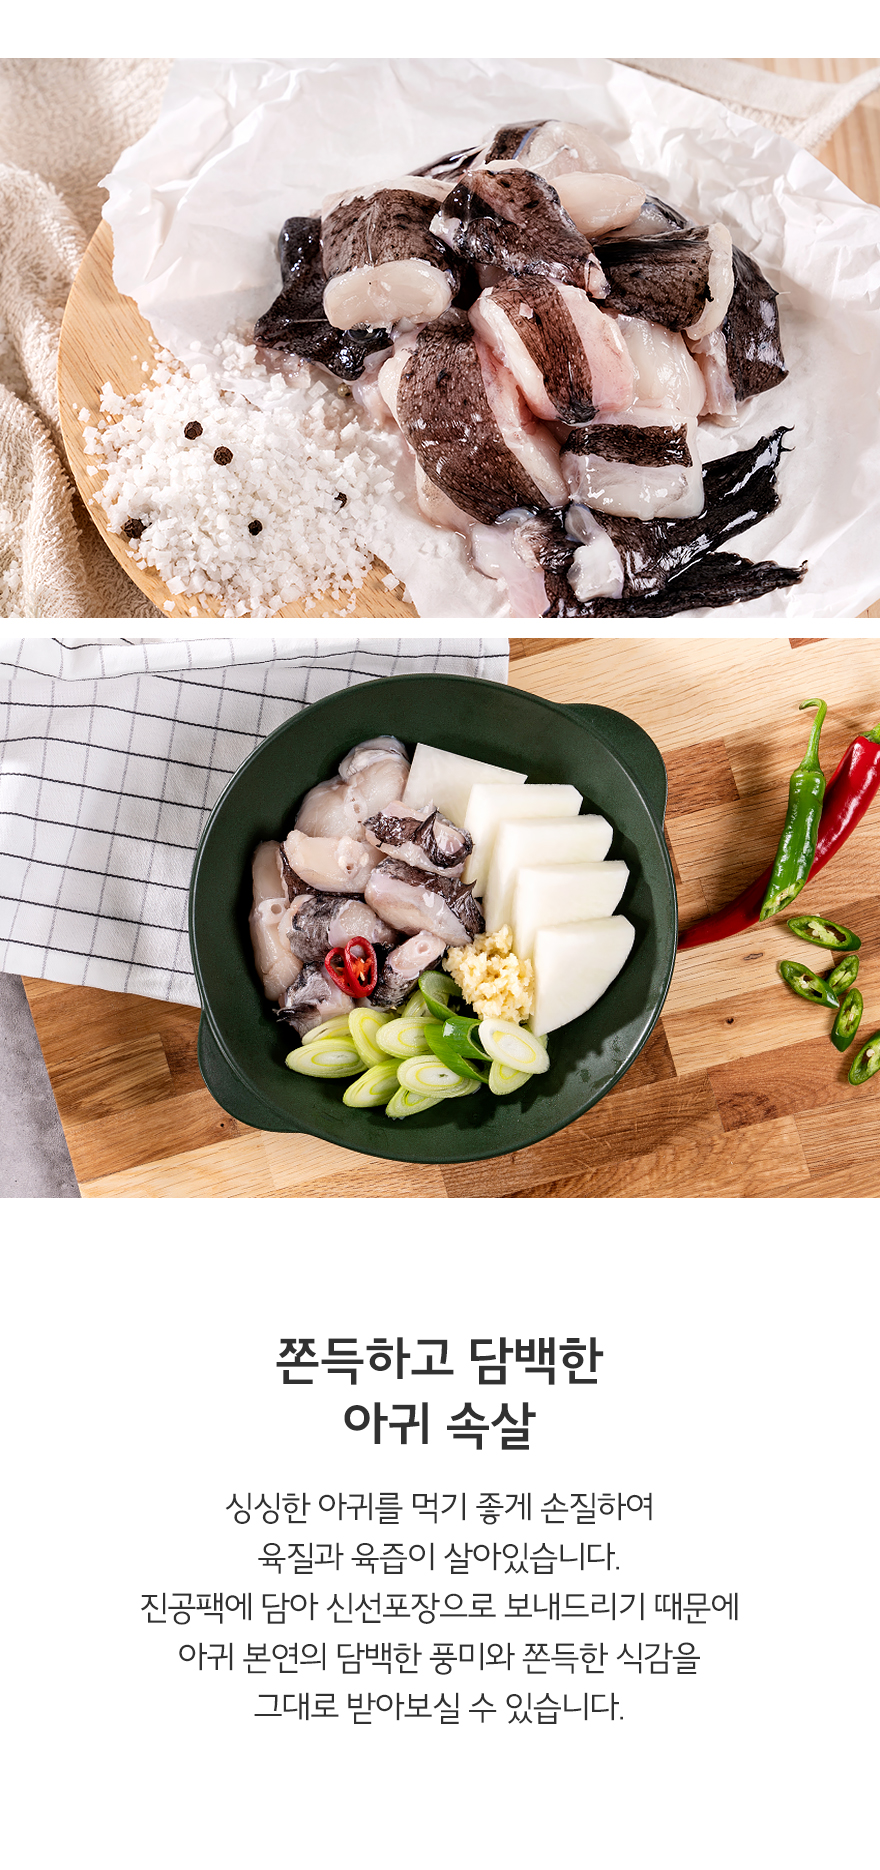 쫀득하고 담백한
아귀 속살
싱싱한 아귀를 먹기 좋게 손질하여
육질과 육즙이 살아있습니다.
진공팩에 담아 신선포장으로 보내드리기 때문에
아귀 본연의 담백한 풍미와 쫀득한 식감을
그대로 받아보실 수 있습니다.